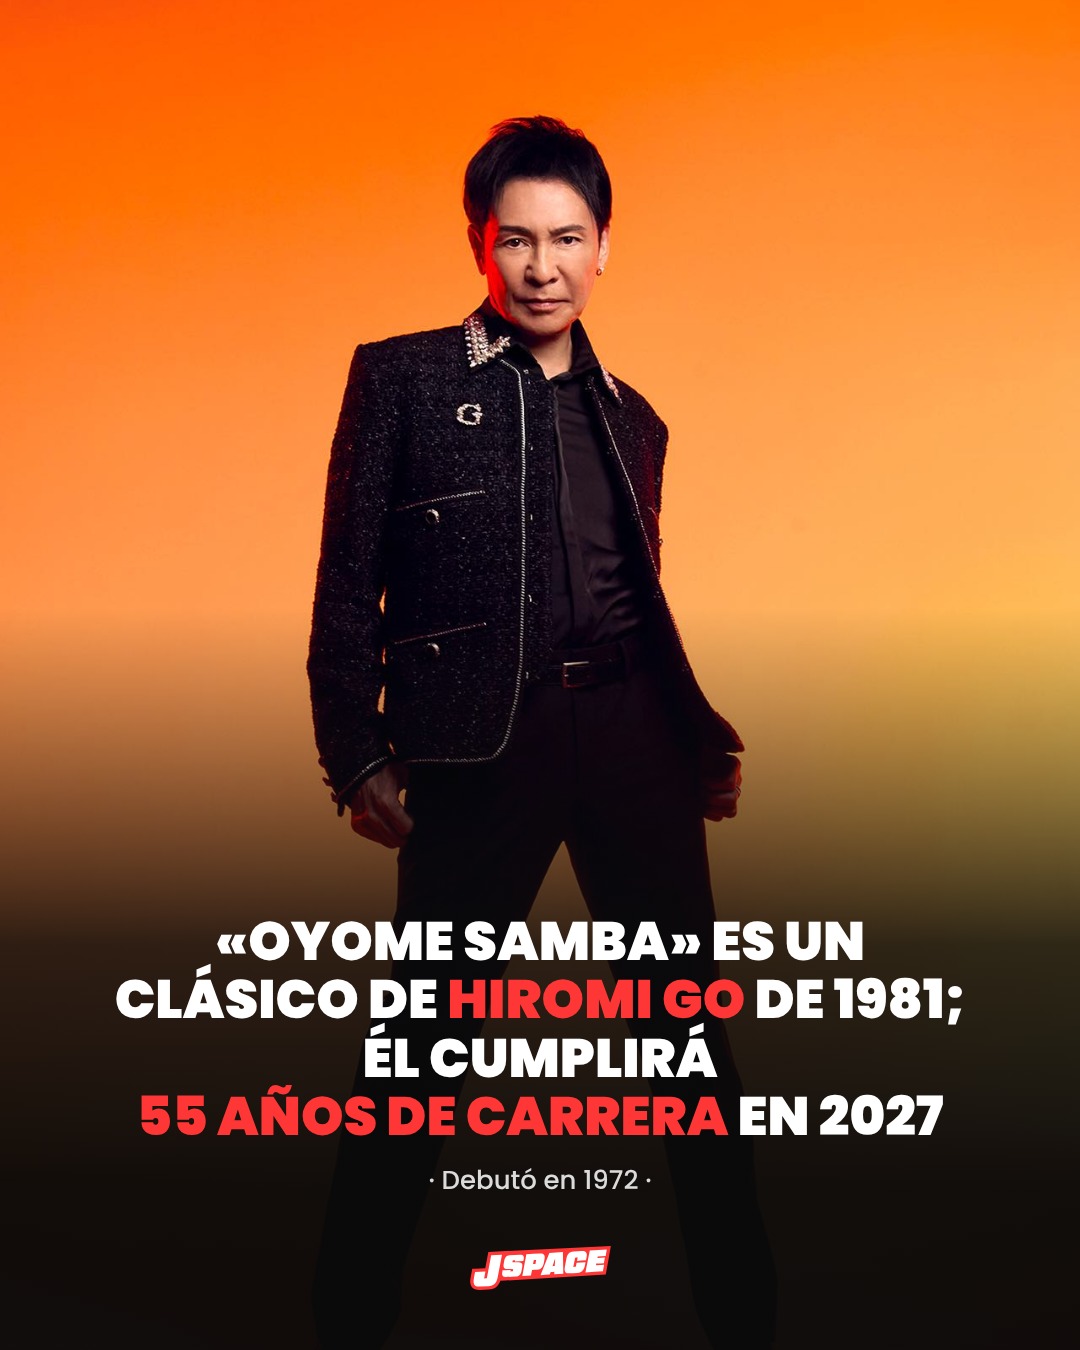 G
«OYOME SAMBA» ES UN
CLÁSICO DE HIROMI GO DE 1981;
ÉL CUMPLIRÁ
55 AÑOS DE CARRERA EN 2027
· Debutó en 1972 ·
JSPACE